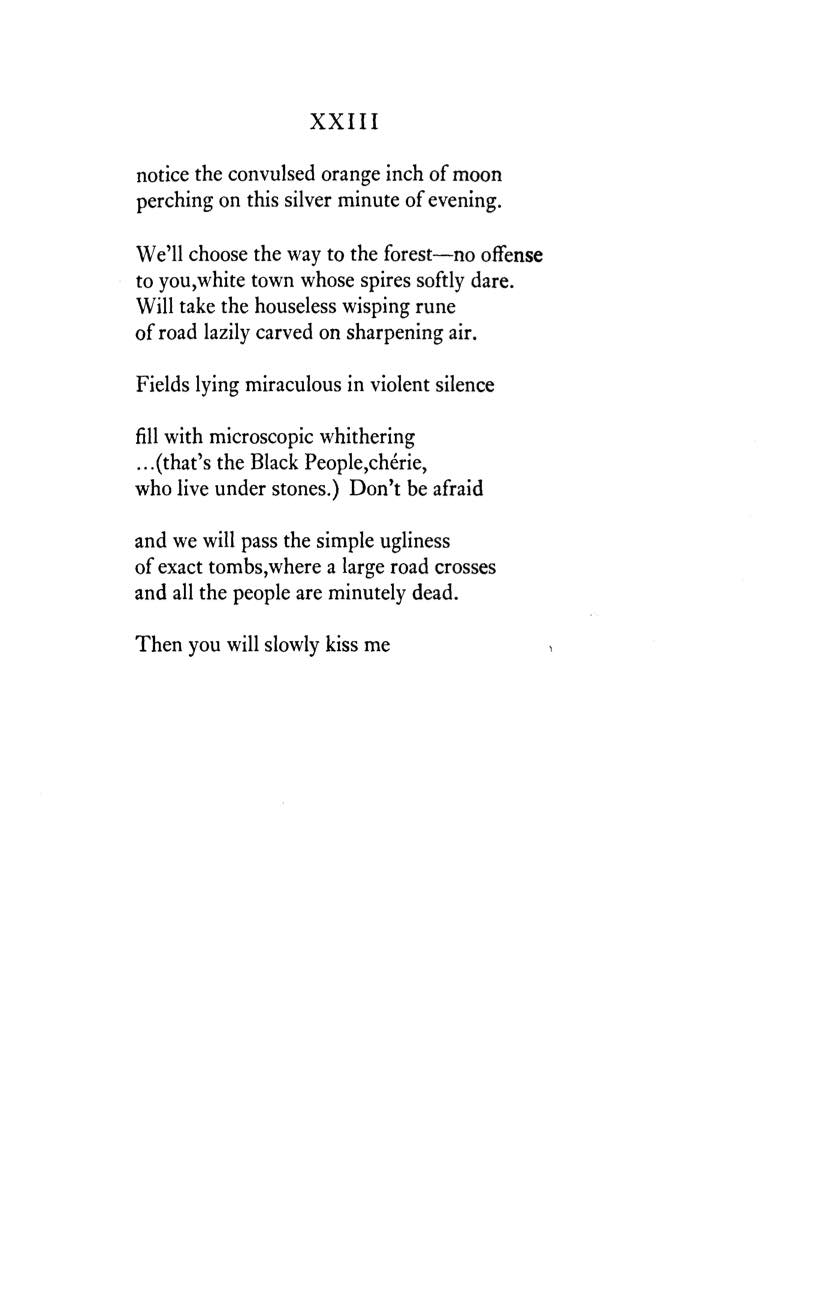 XXIII
notice the convulsed orange inch of moon
perching on this silver minute of evening.
We'll choose the way to the forest—no offense
to you,white town whose spires softly dare.
Will take the houseless wisping rune
of road lazily carved on sharpening air.
Fields lying miraculous in violent silence
fill with microscopic whithering
...(that's the Black People,chérie,
who live under stones.) Don't be afraid
and we will pass the simple ugliness
of exact tombs,where a large road crosses
and all the people are minutely dead.
Then you will slowly kiss me